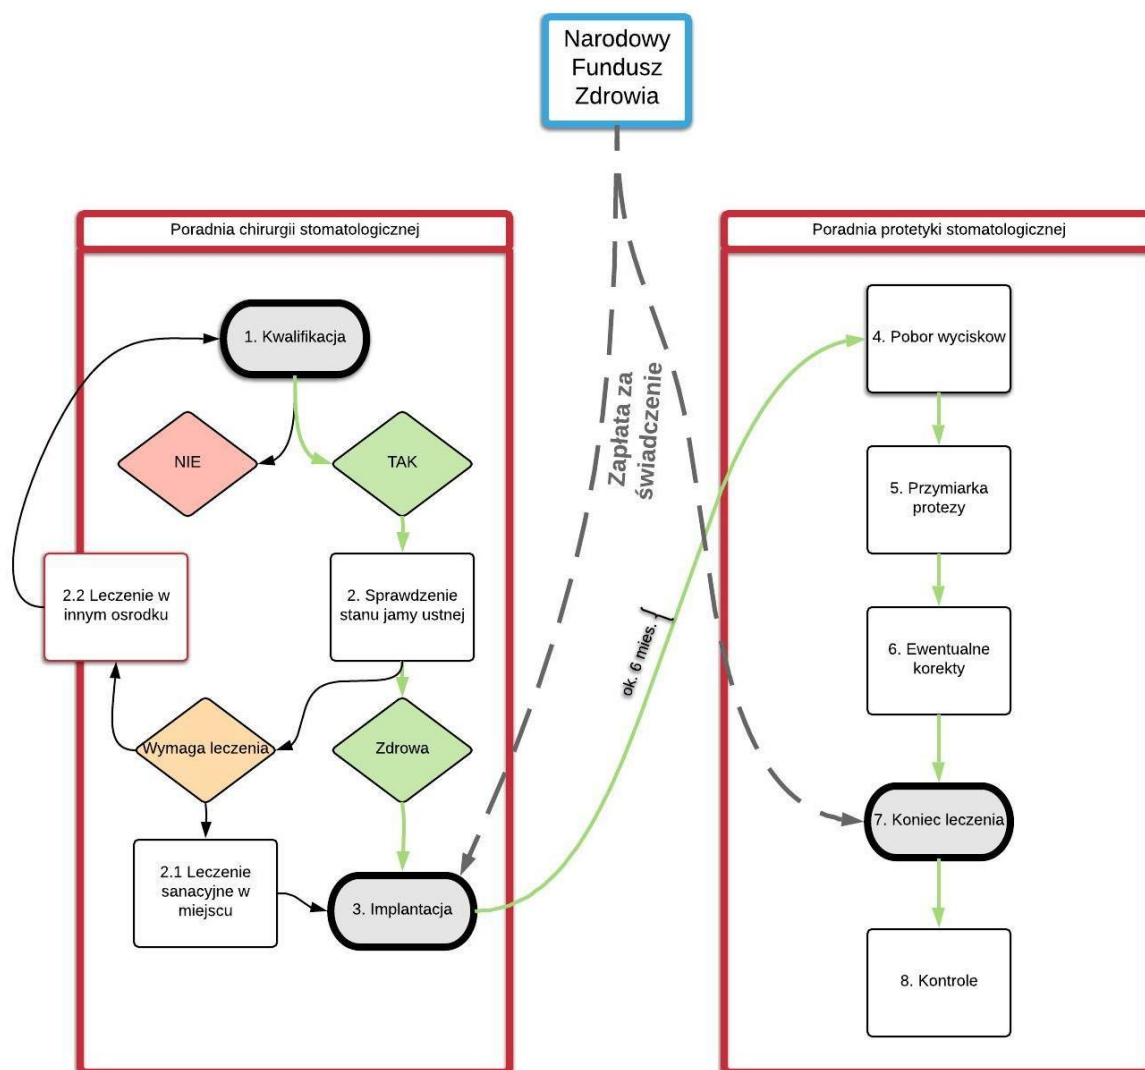 Narodowy
Fundusz
Zdrowia
Poradnia chirurgii stomatologicznej
1. Kwalifikacja
NIE
TAK
2.2 Leczenie w
innym osrodku
2. Sprawdzenie
stanu jamy ustnej
Wymaga leczenia
Zdrowa
2.1 Leczenie
sanacyjne w
miejscu
3. Implantacja
Zapłata za
świadczenie
ok. 6 mies.
Poradnia protetyki stomatologicznej
4. Pobor wyciskow
5. Przymiarka
protezy
6. Ewentualne
korekty
7. Koniec leczenia
8. Kontrole